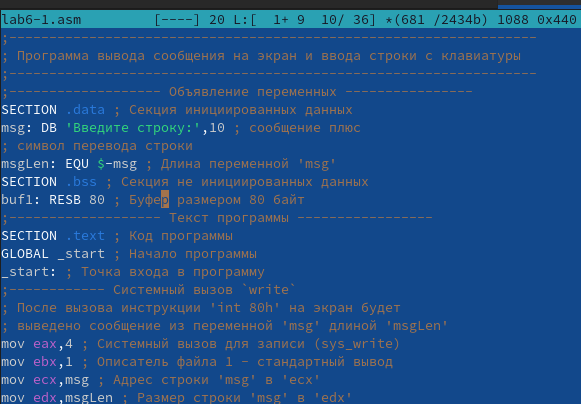 lab6-1.asm [----] 20 L:[ 1+ 9 10/ 36] *(681 /2434b) 1088 0x440
;------------------------------------------------------------------
; Программа вывода сообщения на экран и ввода строки с клавиатуры
;------------------------------------------------------------------
;------------------- Объявление переменных ----------------
SECTION .data ; Секция инициированных данных
msg: DB 'Введите строку:',10 ; сообщение плюс
; символ перевода строки
msgLen: EQU $-msg ; Длина переменной 'msg'
SECTION .bss ; Секция не инициированных данных
buf1: RESB 80 ; Буфер размером 80 байт
;------------------- Текст программы -----------------
SECTION .text ; Код программы
GLOBAL _start ; Начало программы
_start: ; Точка входа в программу
;------------ Системный вызов `write`
; После вызова инструкции 'int 80h' на экран будет
; выведено сообщение из переменной 'msg' длиной 'msgLen'
mov eax,4 ; Системный вызов для записи (sys_write)
mov ebx,1 ; Описатель файла 1 - стандартный вывод
mov ecx,msg ; Адрес строки 'msg' в 'ecx'
mov edx,msgLen ; Размер строки 'msg' в 'edx'